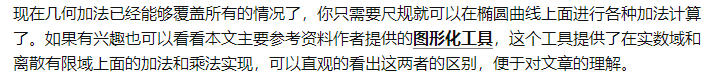 现在几何加法已经能够覆盖所有的情况了，你只需要尺规就可以在椭圆曲线上面进行各种加法计算
了。如果有兴趣也可以看看本文主要参考资料作者提供的图形化工具，这个工具提供了在实数域和
离散有限域上面的加法和乘法实现，可以直观的看出这两者的区别，便于对文章的理解。